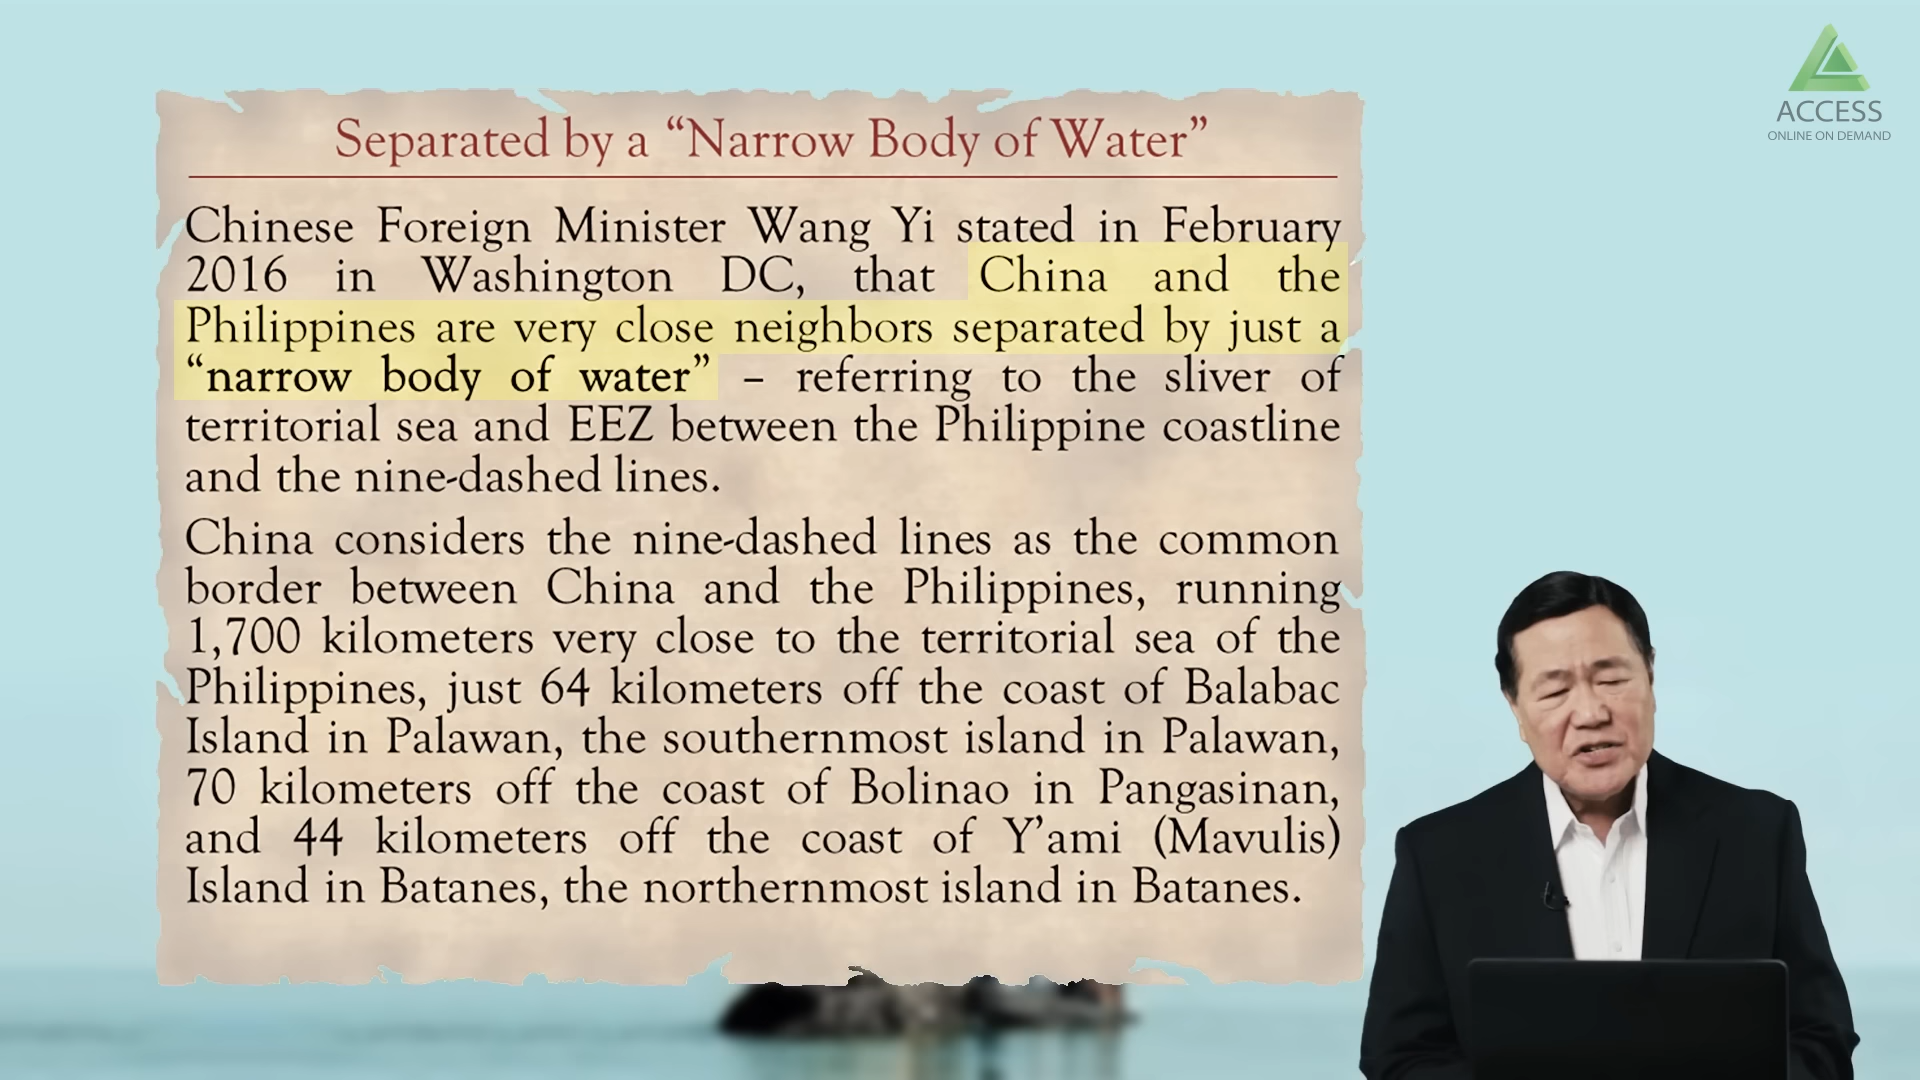 Separated by a “Narrow Body of Water”
Chinese Foreign Minister Wang Yi stated in February
2016 in Washington DC, that China and the
Philippines are very close neighbors separated by just a
“narrow body of water” – referring to the sliver of
territorial sea and EEZ between the Philippine coastline
and the nine-dashed lines.
China considers the nine-dashed lines as the common
border between China and the Philippines, running
1,700 kilometers very close to the territorial sea of the
Philippines, just 64 kilometers off the coast of Balabac
Island in Palawan, the southernmost island in Palawan,
70 kilometers off the coast of Bolinao in Pangasinan,
and 44 kilometers off the coast of Y’ami (Mavulis)
Island in Batanes, the northernmost island in Batanes.
ACCESS
ONLINE ON DEMAND